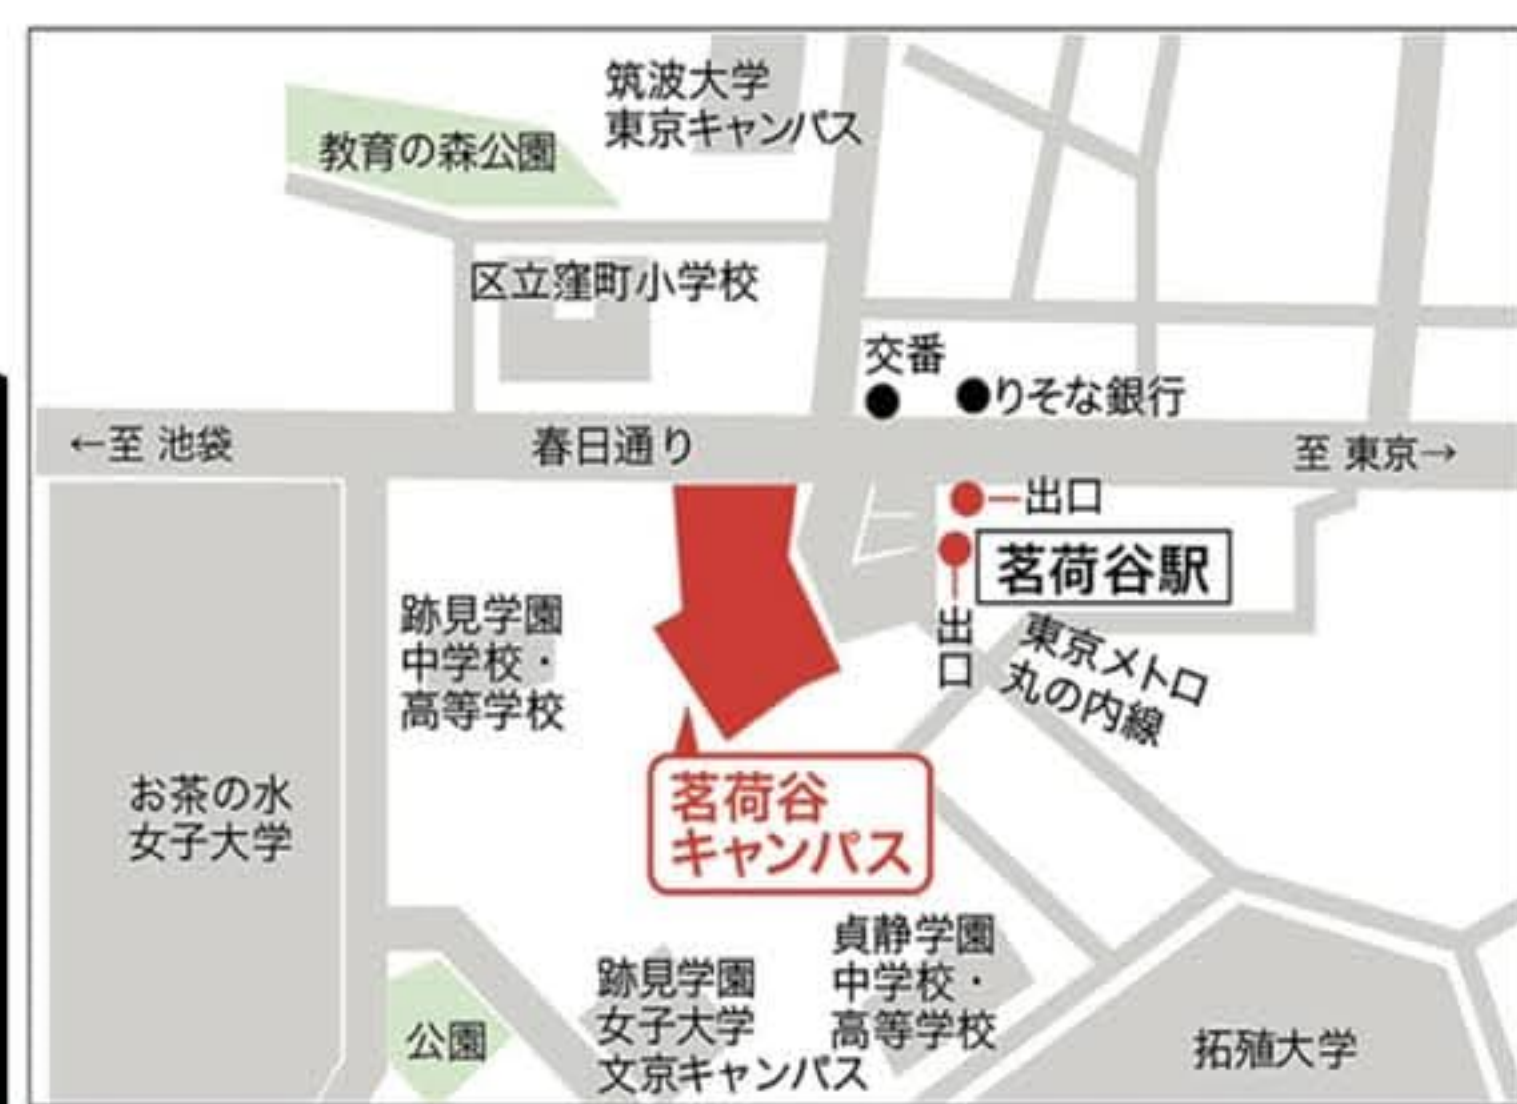 筑波大学
東京キャンパス
教育の森公園
区立窪町小学校
交番
りそな銀行
←至 池袋
春日通り
至 東京→
出口
茗荷谷駅
出口
東京メトロ
丸の内線
跡見学園
中学校・
高等学校
お茶の水
女子大学
茗荷谷
キャンパス
貞静学園
中学校・
高等学校
跡見学園
女子大学
文京キャンパス
公園
拓殖大学